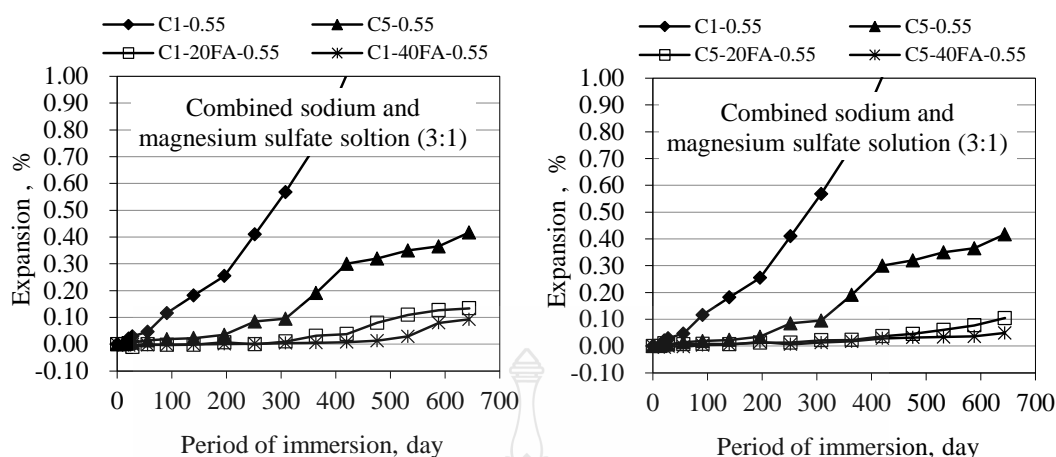 C1-0.55 C5-0.55
C1-20FA-0.55 C1-40FA-0.55
1.00
0.90
0.80
0.70
0.60
0.50
0.40
0.30
0.20
0.10
0.00
-0.10
Expansion , %
Combined sodium and
magnesium sulfate soltion (3:1)
0 100 200 300 400 500 600 700
Period of immersion, day
C1-0.55 C5-0.55
C5-20FA-0.55 C5-40FA-0.55
1.00
0.90
0.80
0.70
0.60
0.50
0.40
0.30
0.20
0.10
0.00
-0.10
Expansion , %
Combined sodium and
magnesium sulfate solution (3:1)
0 100 200 300 400 500 600 700
Period of immersion, day